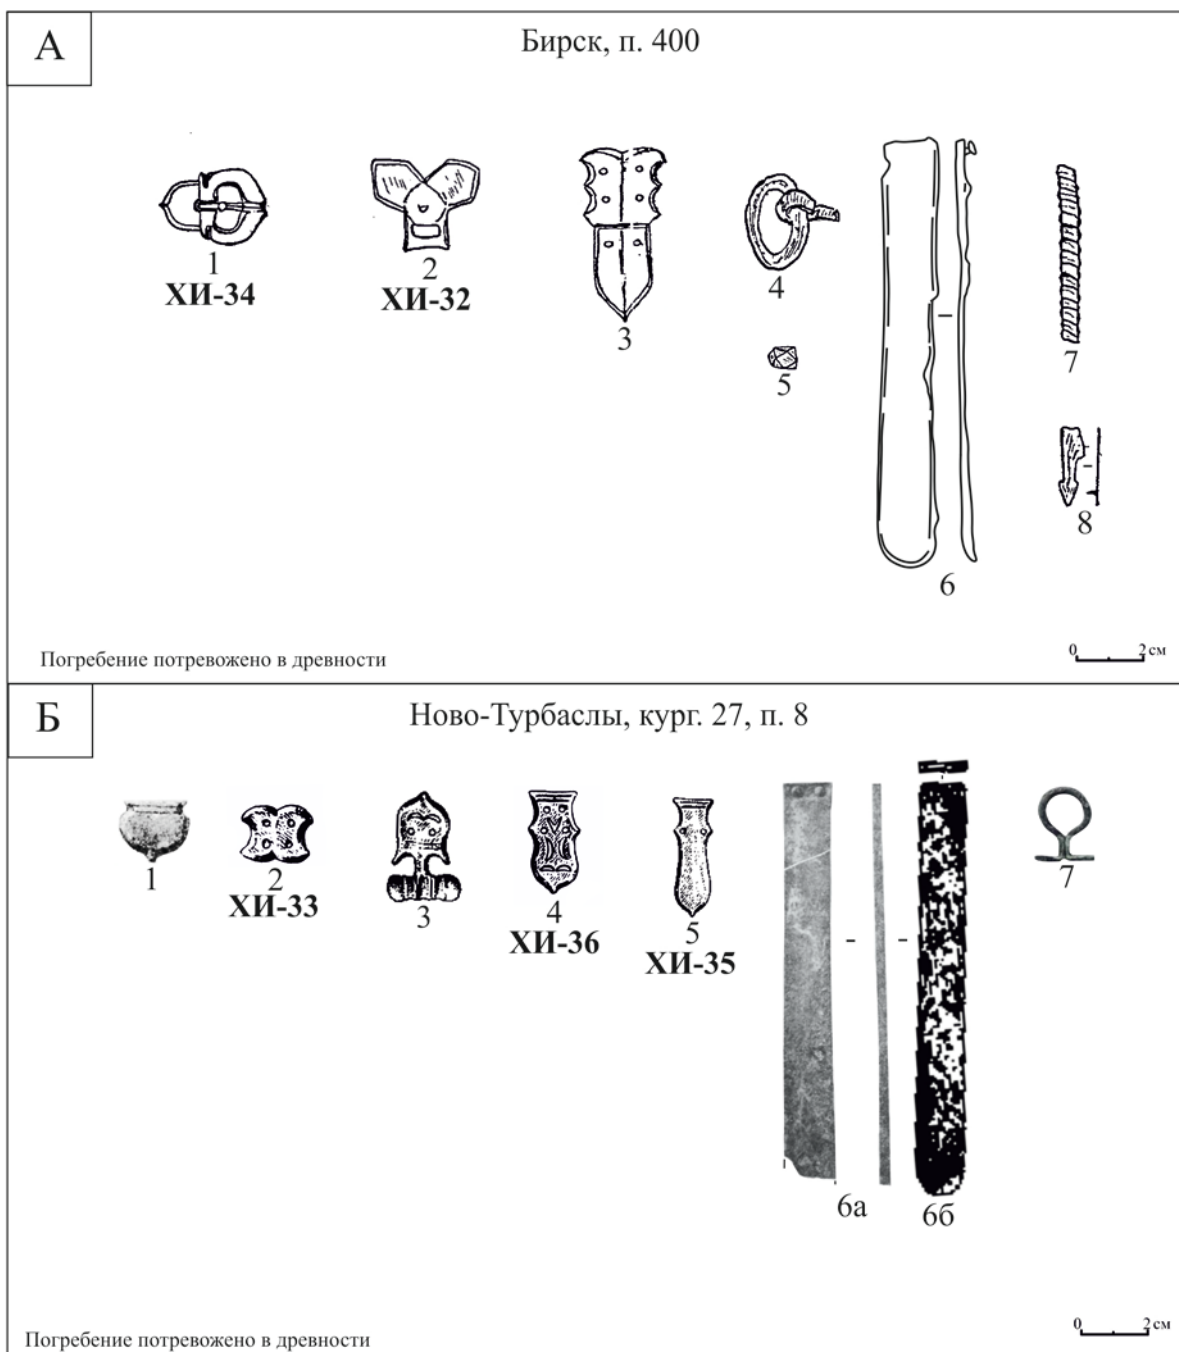 А
Бирск, п. 400
1
ХИ-34
2
ХИ-32
3
4
5
6
7
8
Погребение потревожено в древности
0 2 см
Б
Ново-Турбаслы, кург. 27, п. 8
1
2
ХИ-33
3
4
ХИ-36
5
ХИ-35
6а
6б
7
Погребение потревожено в древности
0 2 см